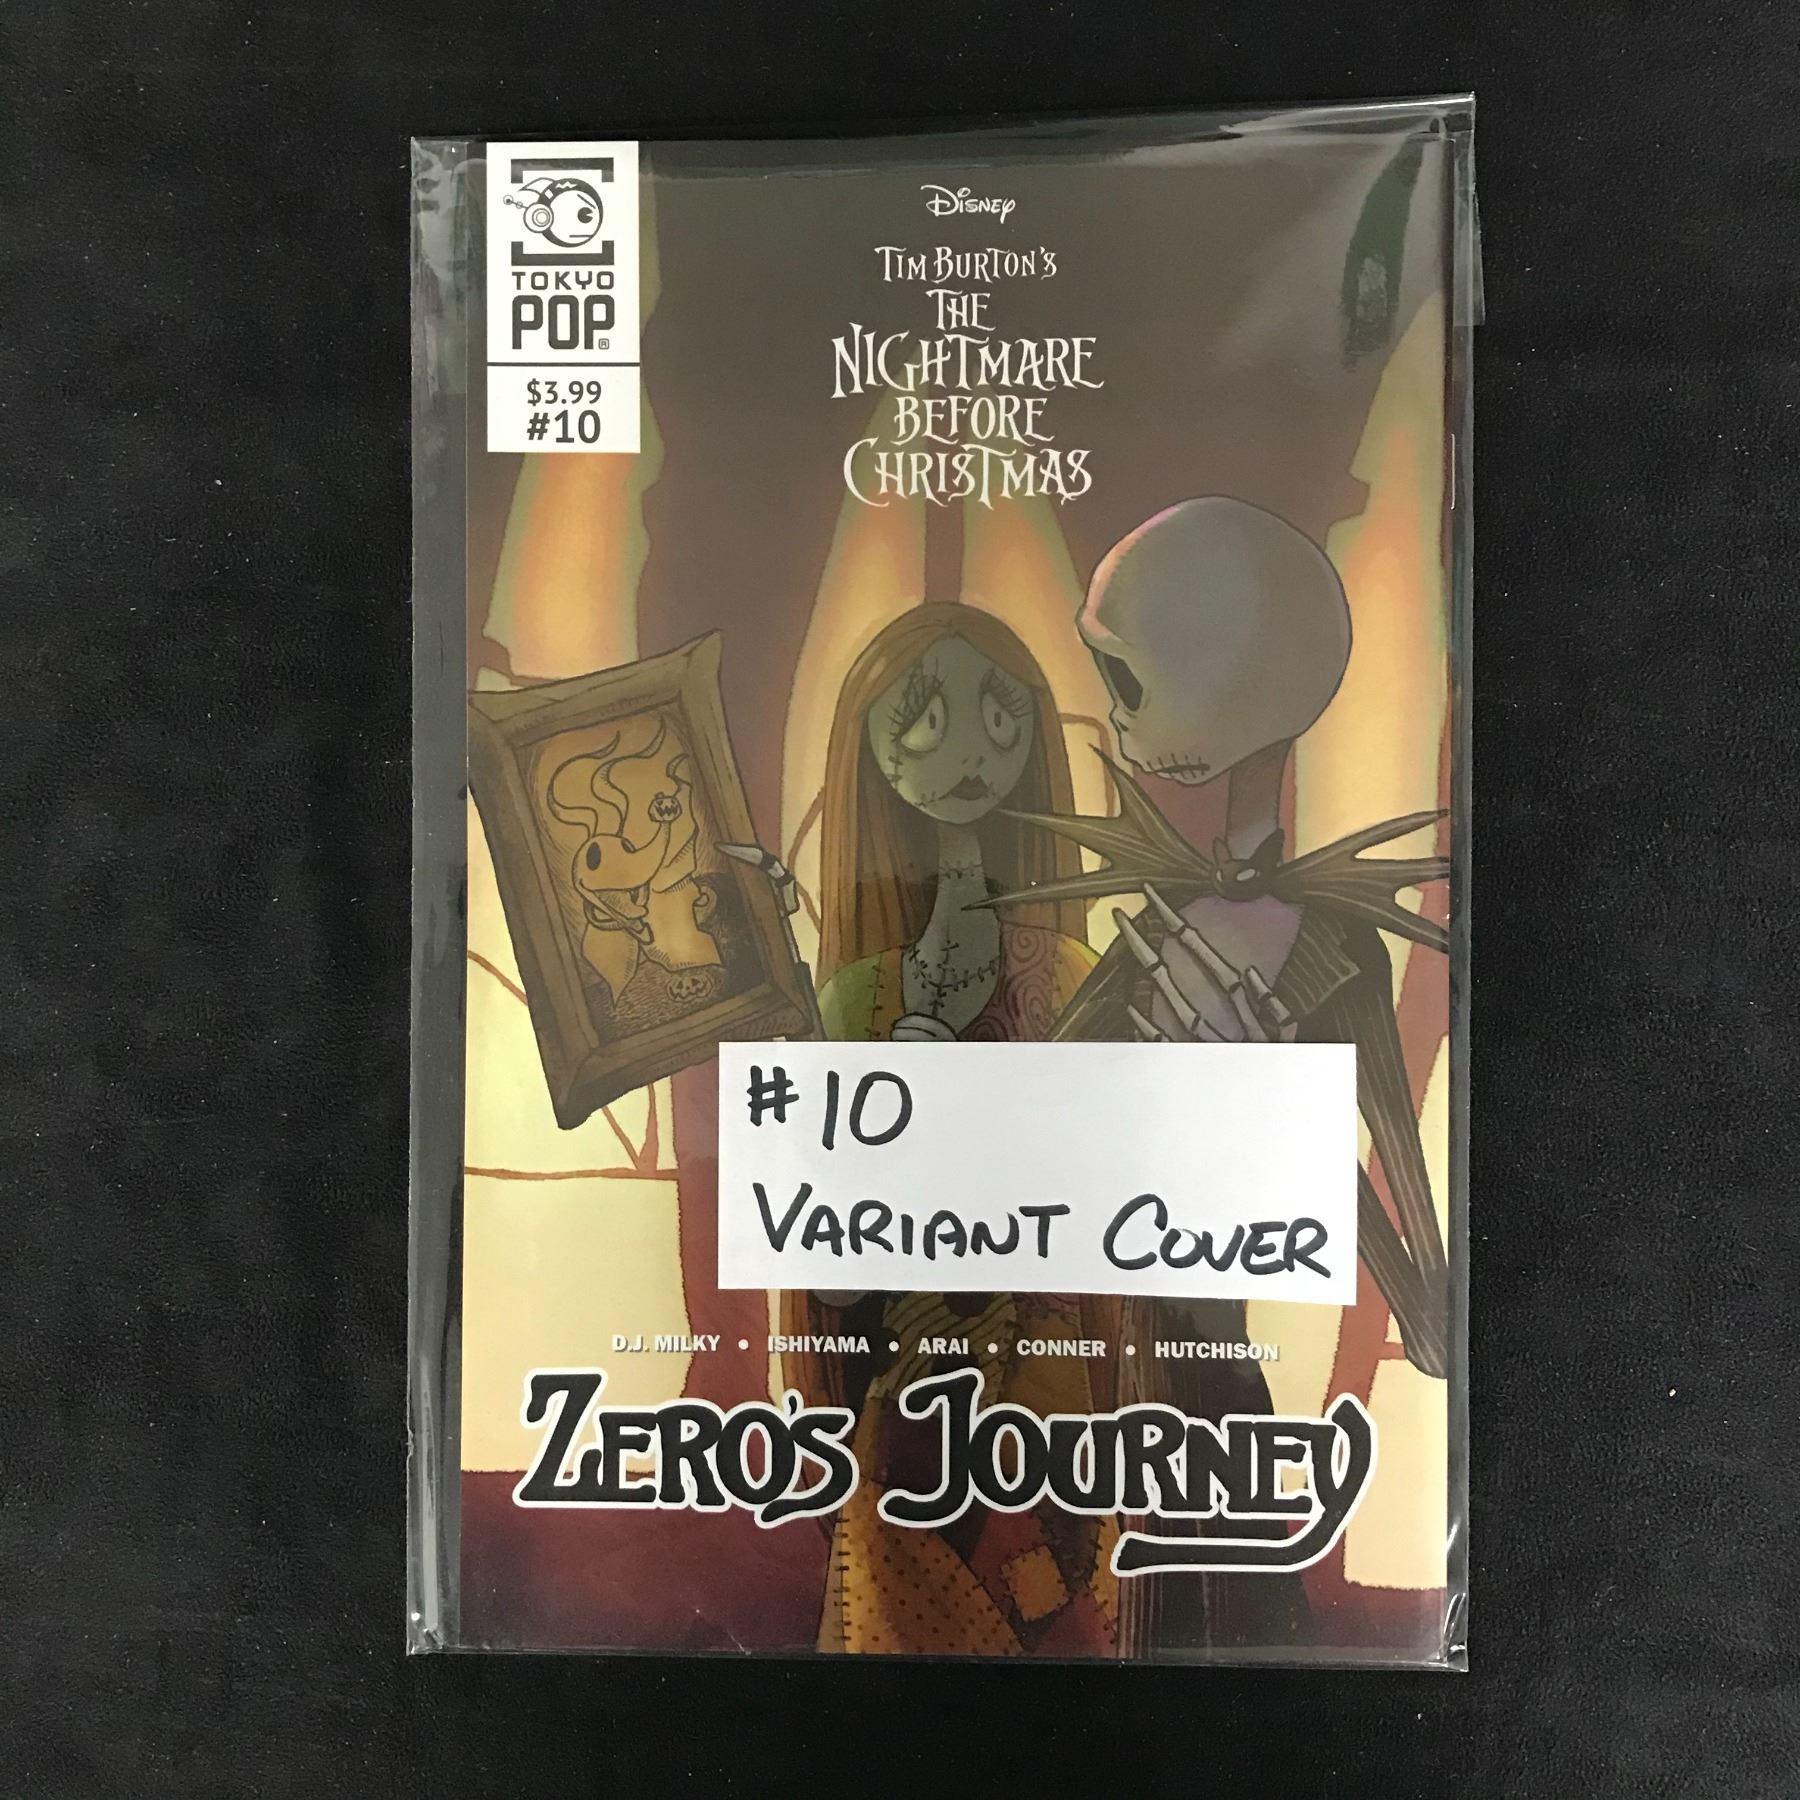 TOKYO
POP®
$3.99
#10
Disney
TIM BURTON'S
THE
NIGHTMARE
BEFORE
CHRISTMAS
#10
VARIANT COVER
D.J. MILKY • ISHIYAMA • ARAI • CONNER • HUTCHISON
ZERO'S JOURNEY